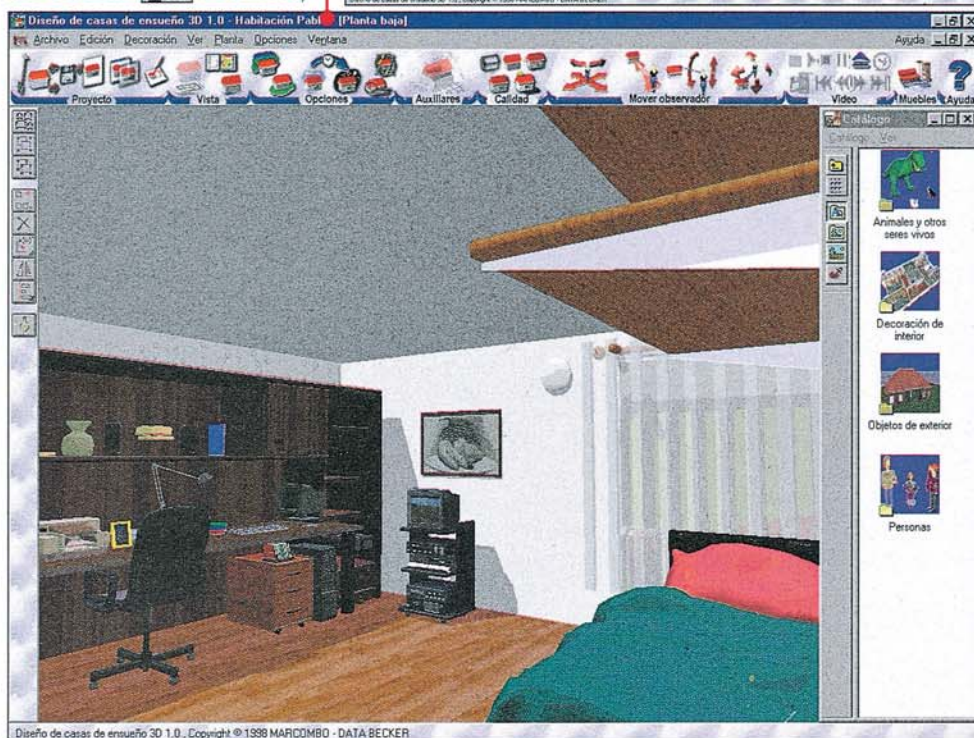 Diseño de casas de ensueño 3D 1.0 - Habitación Pablo [Planta baja]
Archivo Edición Decoración Ver Planta Opciones Ventana Ayuda
Proyecto Vista Opciones Auxiliares Calidad Mover observador Video Muebles Ayuda
Catálogo
Catálogo Ver
Animales y otros
seres vivos
Decoración de
interior
Objetos de exterior
Personas
Diseño de casas de ensueño 3D 1.0., Copyright © 1998 MARCOMBO - DATA BECKER